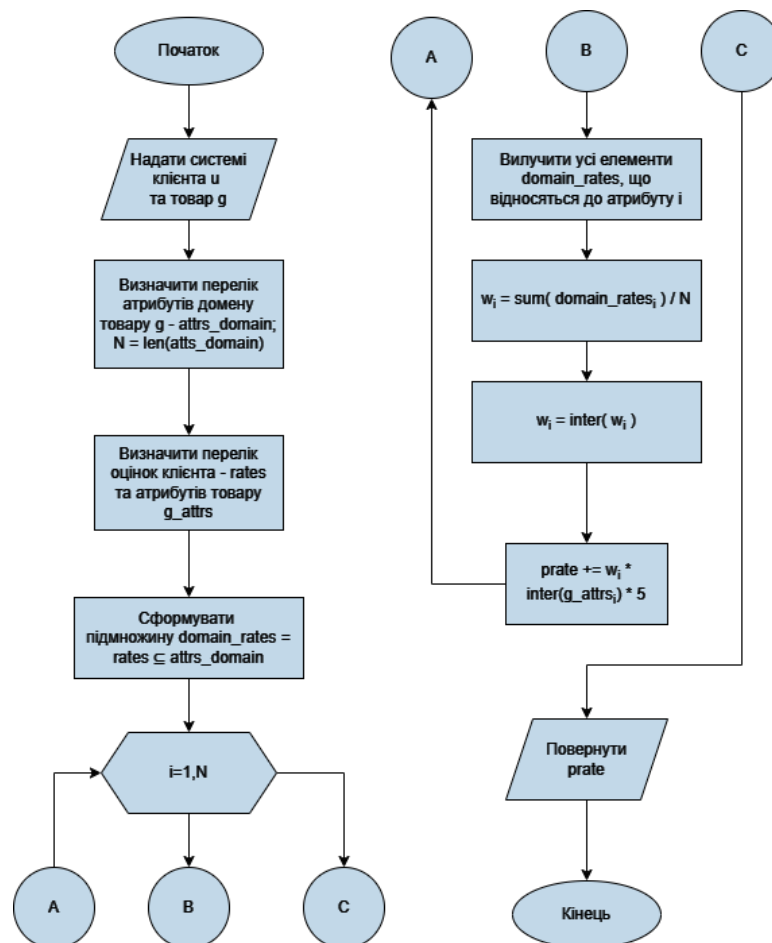 Початок
Надати системі
клієнта u
та товар g
Визначити перелік
атрибутів домену
товару g - attrs_domain;
N = len(atts_domain)
Визначити перелік
оцінок клієнта - rates
та атрибутів товару
g_attrs
Сформувати
підмножину domain_rates =
rates ⊆ attrs_domain
i=1,N
A
B
C
A
B
C
Вилучити усі елементи
domain_rates, що
відносяться до атрибуту i
wᵢ = sum( domain_ratesᵢ ) / N
wᵢ = inter( wᵢ )
prate += wᵢ *
inter(g_attrsᵢ) * 5
Повернути
prate
Кінець